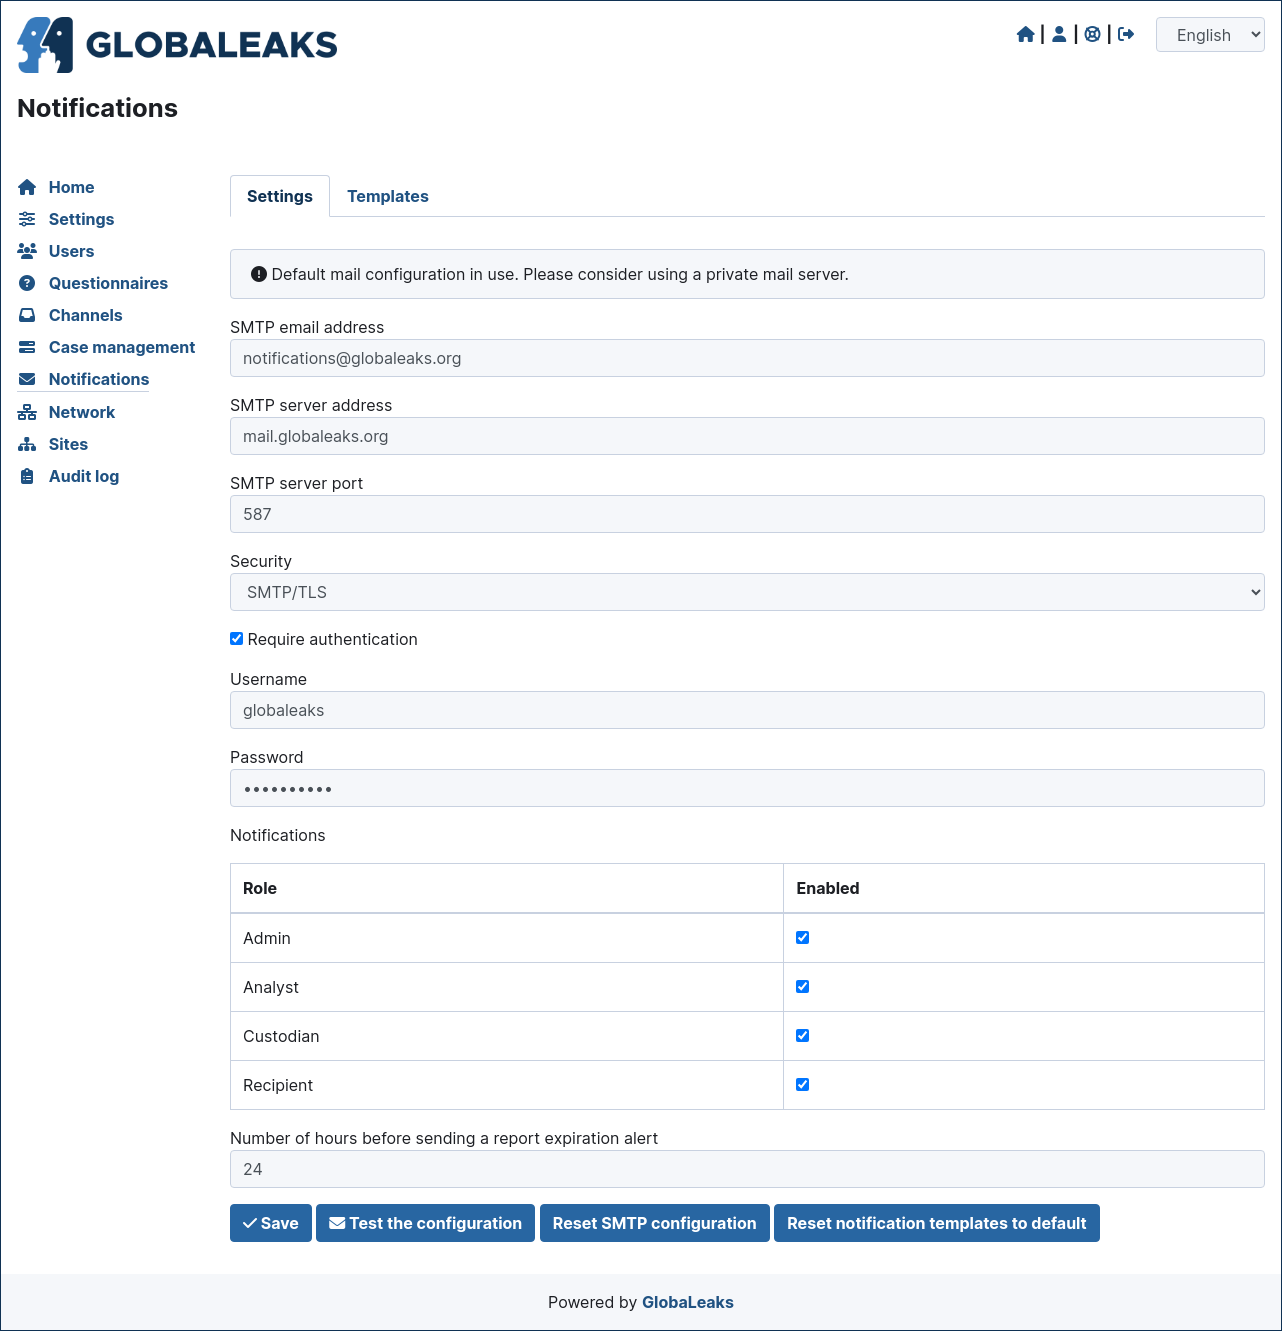 GLOBALEAKS
English
Notifications
Home
Settings
Users
Questionnaires
Channels
Case management
Notifications
Network
Sites
Audit log
Settings Templates
Default mail configuration in use. Please consider using a private mail server.
SMTP email address
notifications@globaleaks.org
SMTP server address
mail.globaleaks.org
SMTP server port
587
Security
SMTP/TLS
Require authentication
Username
globaleaks
Password
••••••••••
Notifications
Role Enabled
Admin
Analyst
Custodian
Recipient
Number of hours before sending a report expiration alert
24
Save Test the configuration Reset SMTP configuration Reset notification templates to default
Powered by GlobaLeaks